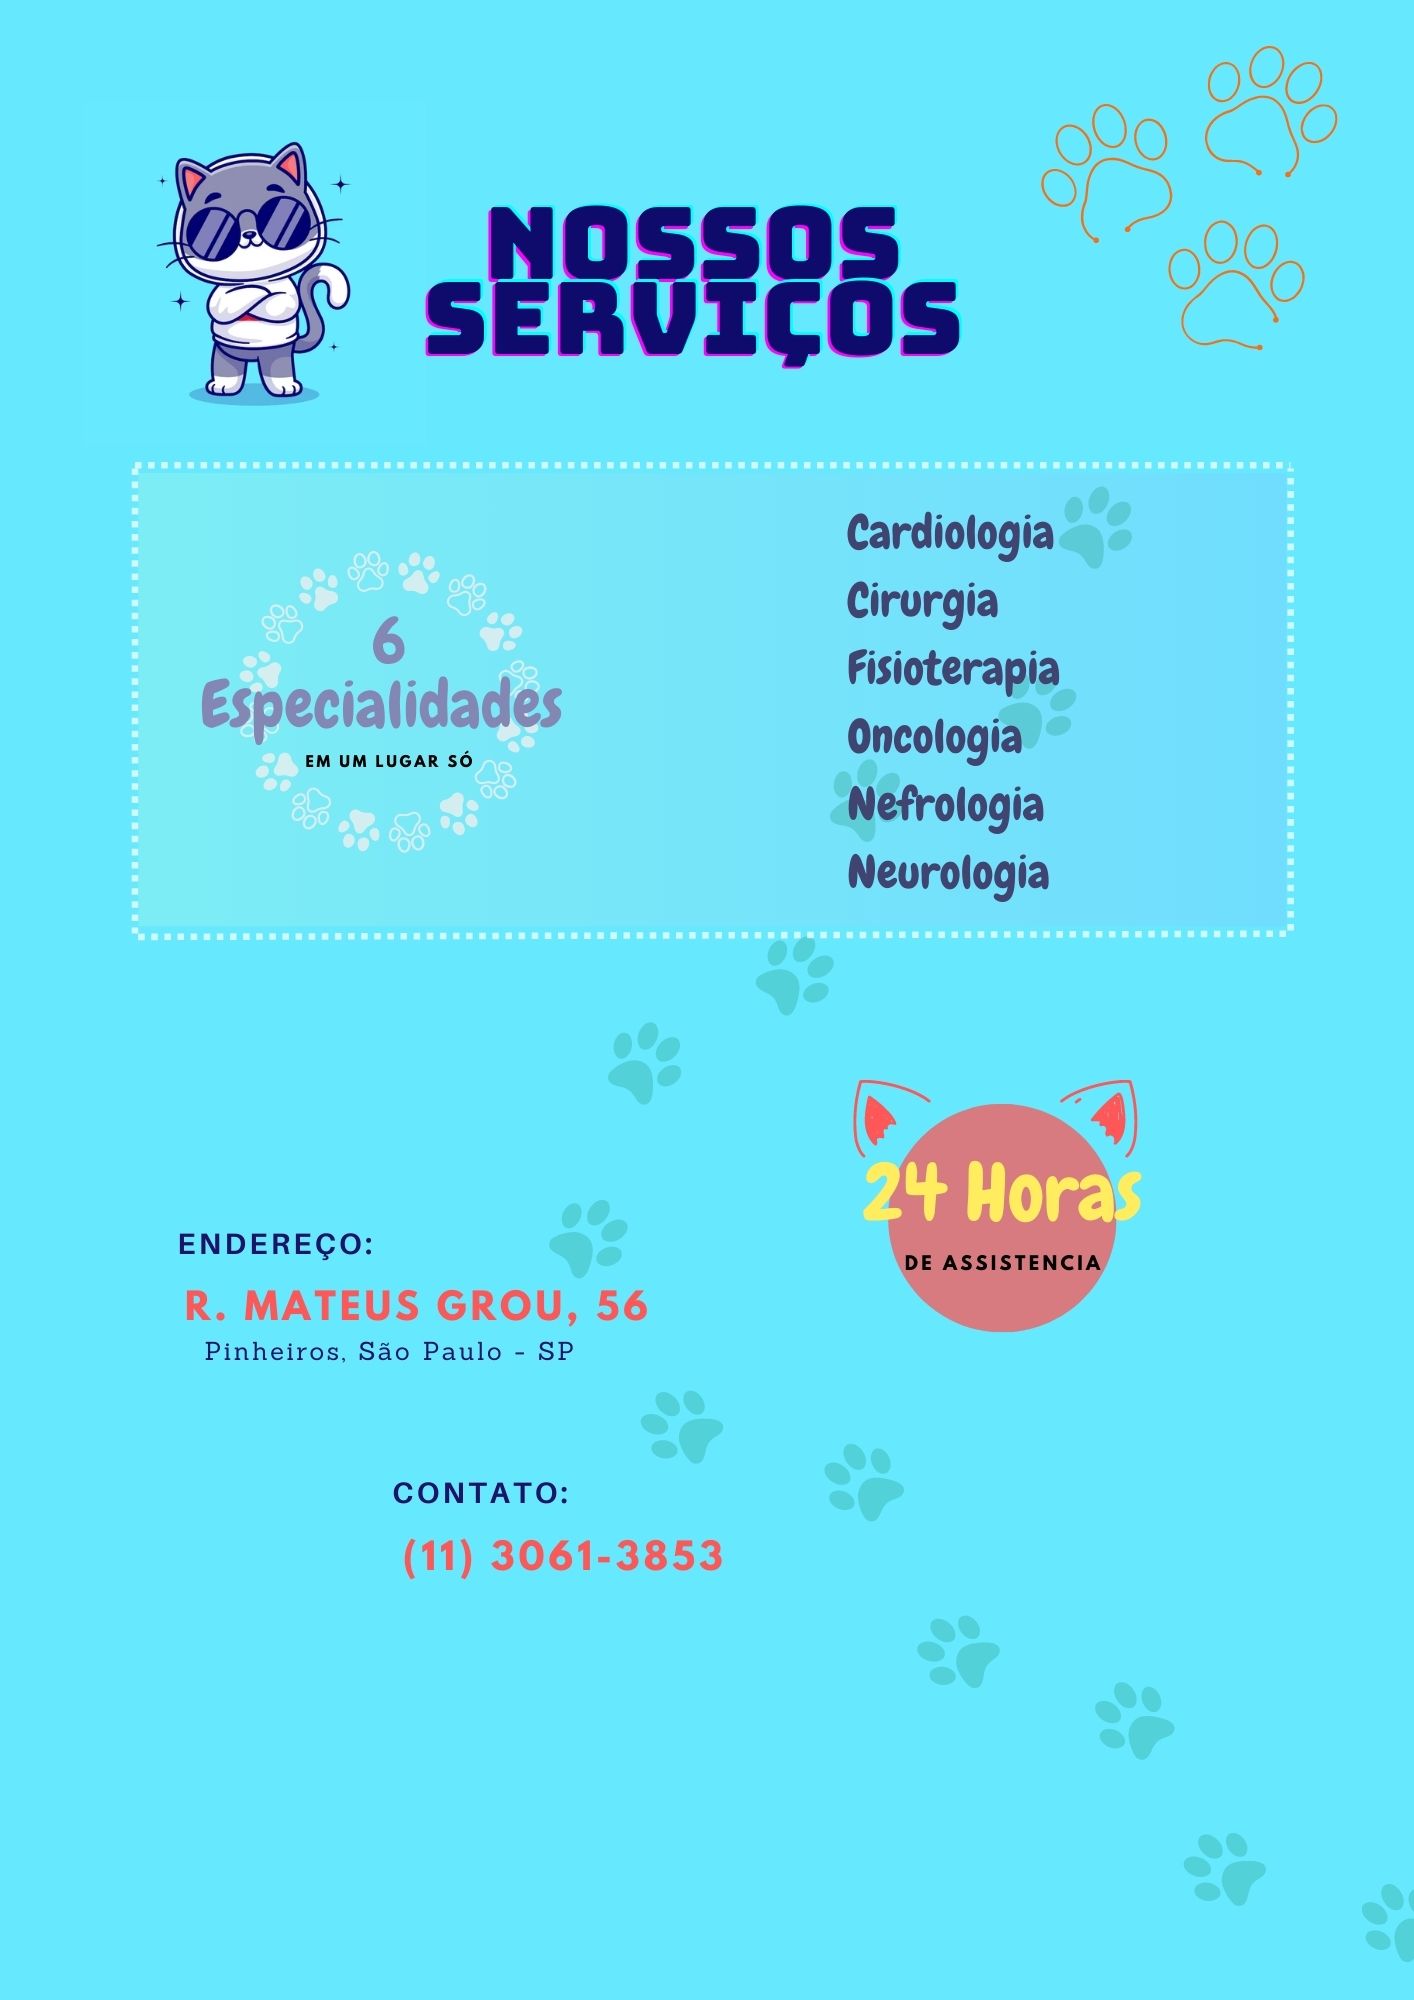 NOSSOS
SERVIÇOS
6
Especialidades
EM UM LUGAR SÓ
Cardiologia
Cirurgia
Fisioterapia
Oncologia
Nefrologia
Neurologia
24 Horas
DE ASSISTENCIA
ENDEREÇO:
R. MATEUS GROU, 56
Pinheiros, São Paulo - SP
CONTATO:
(11) 3061-3853